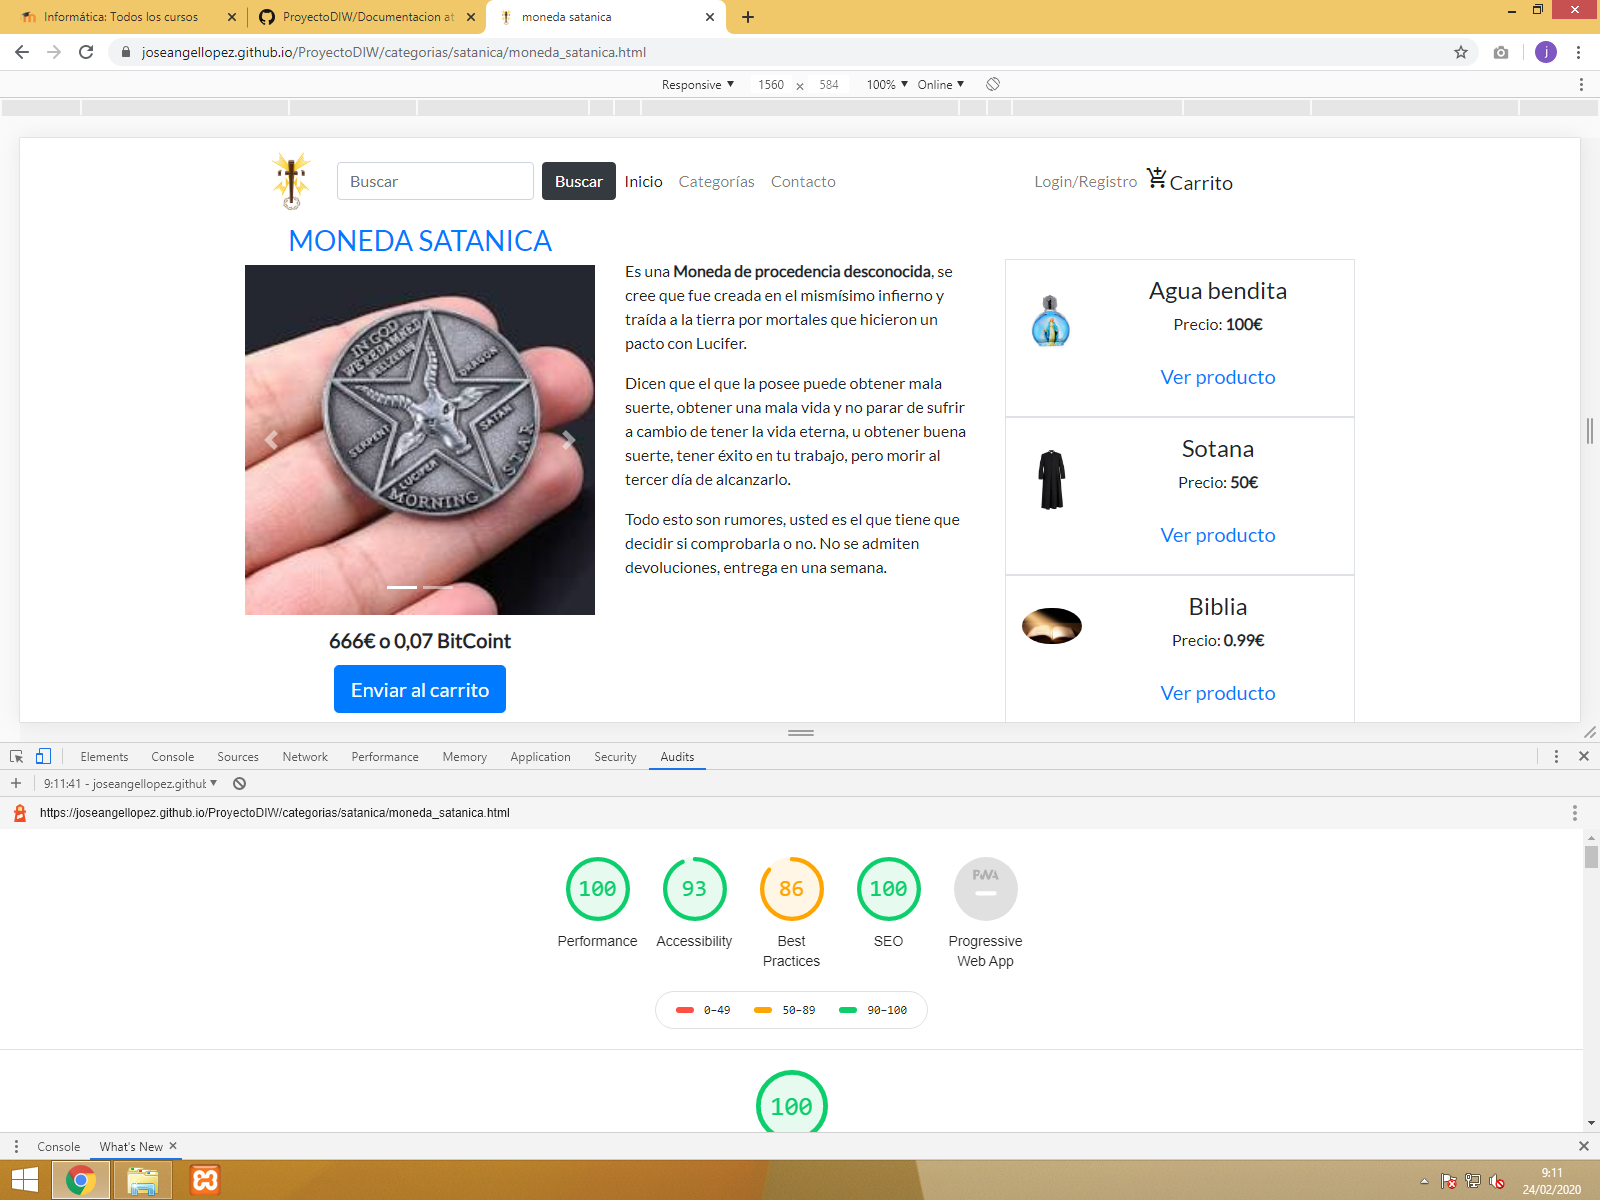 Informática: Todos los cursos
ProyectoDIW/Documentacion at
moneda satanica
joseangellopez.github.io/ProyectoDIW/categorias/satanica/moneda_satanica.html
j
Responsive 1560 x 584 100% Online
Buscar Buscar Inicio Categorías Contacto Login/Registro Carrito
MONEDA SATANICA
IN GOD
WE RE DAMNED
BELZEBUB
DRAGON
SERPENT
SATAN
LUCIFER
MORNING STAR
666€ o 0,07 BitCoint
Enviar al carrito
Es una Moneda de procedencia desconocida, se
cree que fue creada en el mismísimo infierno y
traída a la tierra por mortales que hicieron un
pacto con Lucifer.
Dicen que el que la posee puede obtener mala
suerte, obtener una mala vida y no parar de sufrir
a cambio de tener la vida eterna, u obtener buena
suerte, tener éxito en tu trabajo, pero morir al
tercer día de alcanzarlo.
Todo esto son rumores, usted es el que tiene que
decidir si comprobarla o no. No se admiten
devoluciones, entrega en una semana.
Agua bendita
Precio: 100€
Ver producto
Sotana
Precio: 50€
Ver producto
Biblia
Precio: 0.99€
Ver producto
Elements Console Sources Network Performance Memory Application Security Audits
9:11:41 - joseangellopez.github
https://joseangellopez.github.io/ProyectoDIW/categorias/satanica/moneda_satanica.html
100 93 86 100 PWA
Performance Accessibility Best Practices SEO Progressive Web App
0–49 50–89 90–100
100
Console What's New
9:11
24/02/2020